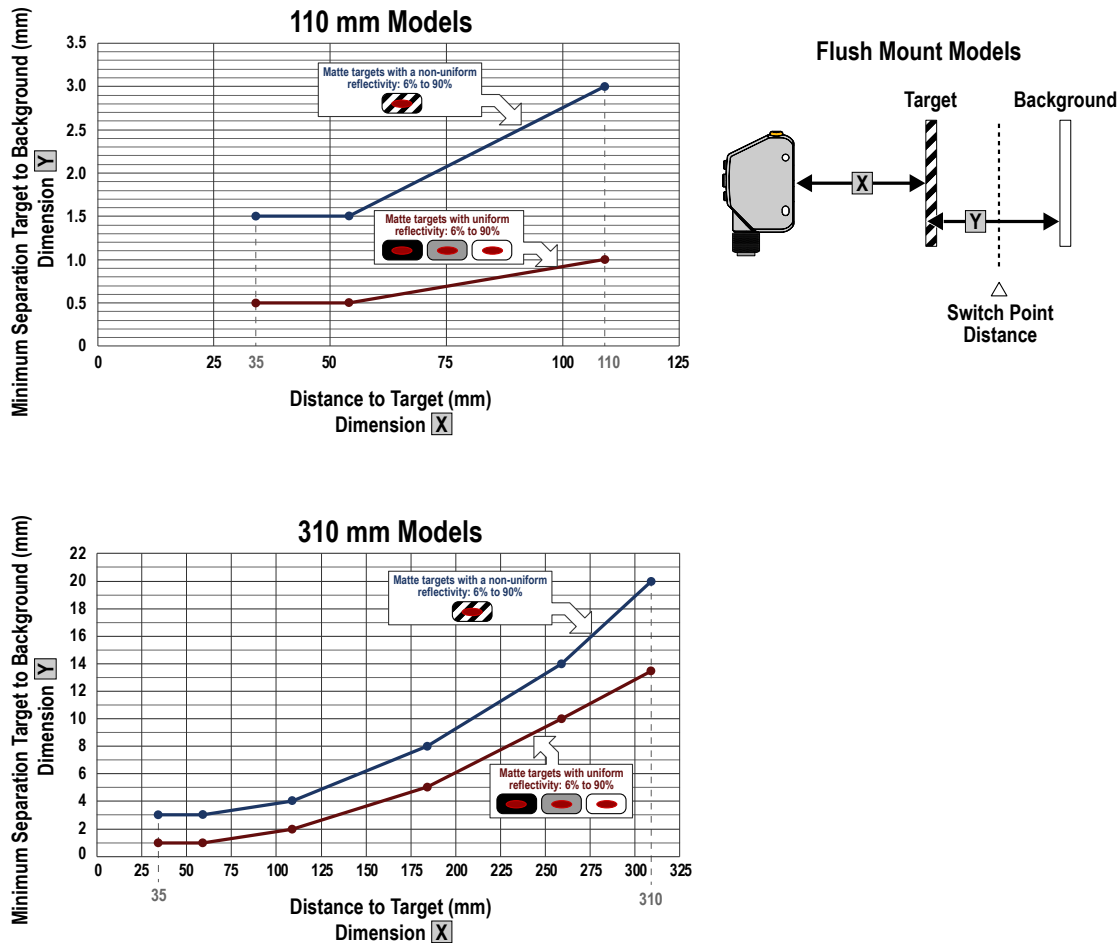 110 mm Models
Minimum Separation Target to Background (mm)
Dimension Y
3.5
3.0
2.5
2.0
1.5
1.0
0.5
0
Matte targets with a non-uniform
reflectivity: 6% to 90%
Matte targets with uniform
reflectivity: 6% to 90%
0 25 35 50 75 100 110 125
Distance to Target (mm)
Dimension X
Flush Mount Models
Target Background
X
Y
Switch Point
Distance
310 mm Models
Minimum Separation Target to Background (mm)
Dimension Y
22
20
18
16
14
12
10
8
6
4
2
0
Matte targets with a non-uniform
reflectivity: 6% to 90%
Matte targets with uniform
reflectivity: 6% to 90%
0 25 50 75 100 125 150 175 200 225 250 275 300 325
35 310
Distance to Target (mm)
Dimension X